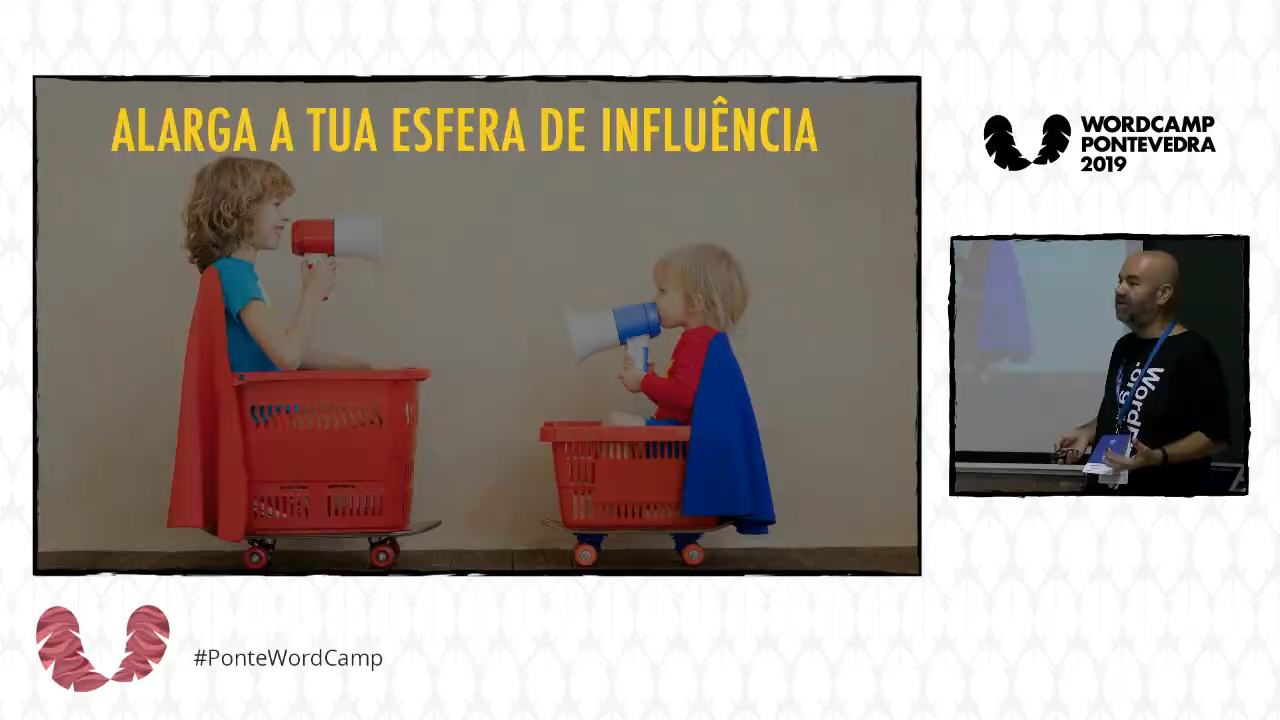 ALARGA A TUA ESFERA DE INFLUÊNCIA
WORDCAMP
PONTEVEDRA
2019
#PonteWordCamp